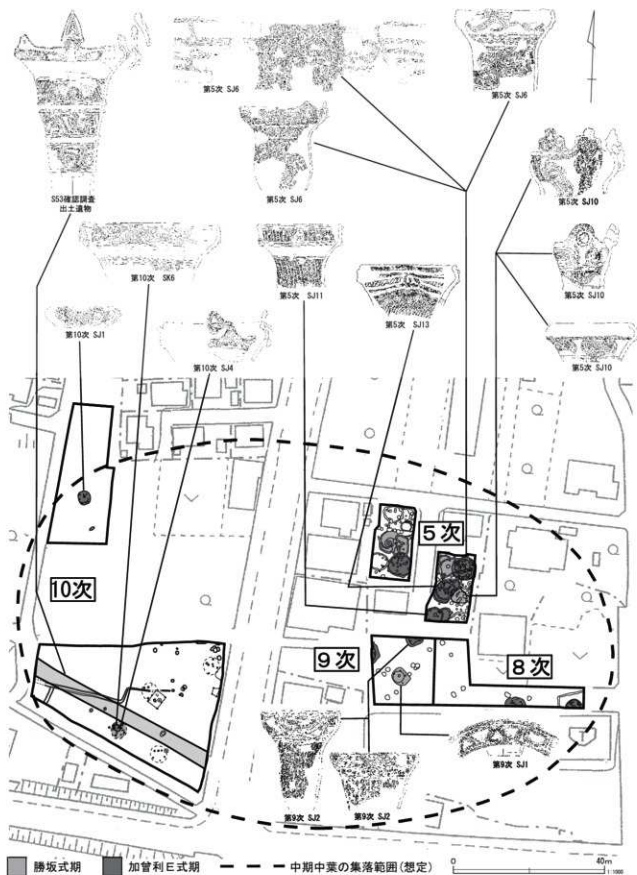 第5次 SJ6
第5次 SJ6
第5次 SJ6
第5次 SJ10
S53確認調査
出土遺物
第10次 SK6
第5次 SJ11
第5次 SJ13
第5次 SJ10
第10次 SJ1
第10次 SJ4
第5次 SJ10
5次
10次
9次
8次
第9次 SJ2
第9次 SJ2
第9次 SJ1
勝坂式期
加曽利E式期
中期中葉の集落範囲(想定)
0
40m
1:1000